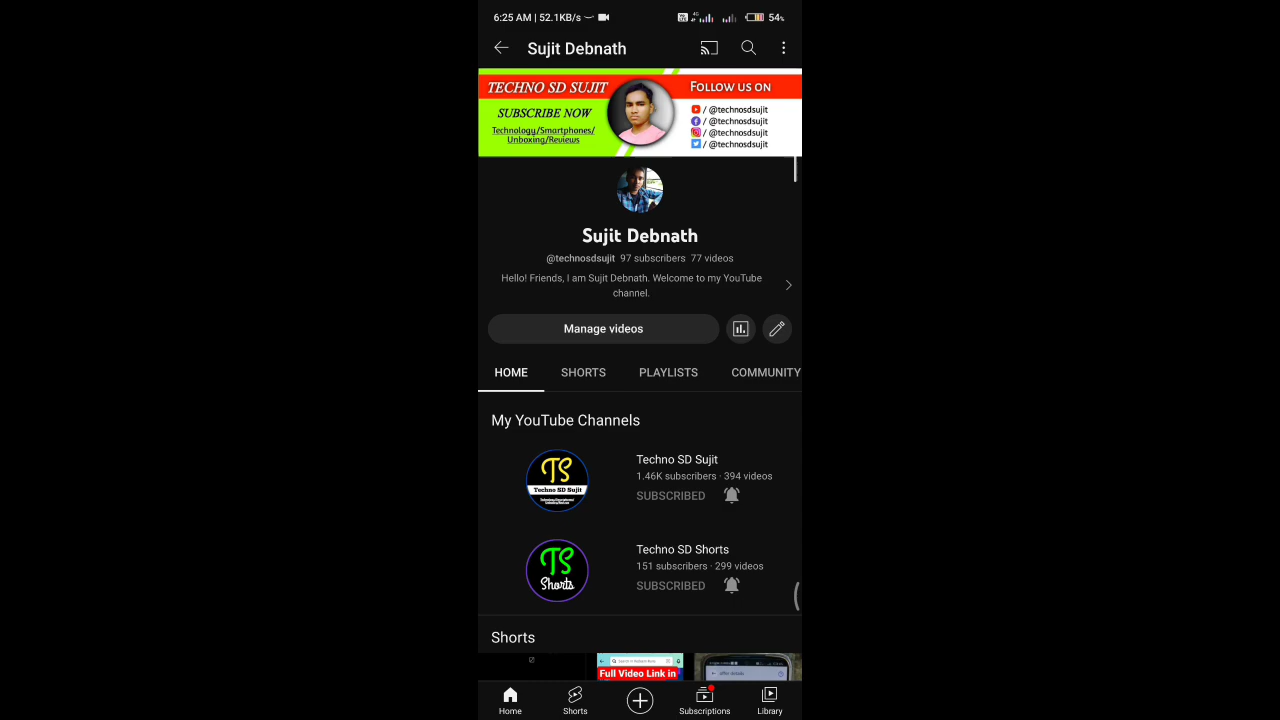 6:25 AM | 52.1KB/s
4G
54%
Sujit Debnath
TECHNO SD SUJIT
SUBSCRIBE NOW
Technology/Smartphones/
Unboxing/Reviews
FOLLOW US ON
/ @technosdsujit
/ @technosdsujit
/ @technosdsujit
/ @technosdsujit
Sujit Debnath
@technosdsujit 97 subscribers 77 videos
Hello! Friends, I am Sujit Debnath. Welcome to my YouTube
channel.
Manage videos
HOME SHORTS PLAYLISTS COMMUNITY
My YouTube Channels
TS
Techno SD Sujit
Techno SD Sujit
1.46K subscribers · 394 videos
SUBSCRIBED
TS
Shorts
Techno SD Shorts
151 subscribers · 299 videos
SUBSCRIBED
Shorts
Full Video Link in
offer details
Home Shorts Subscriptions Library